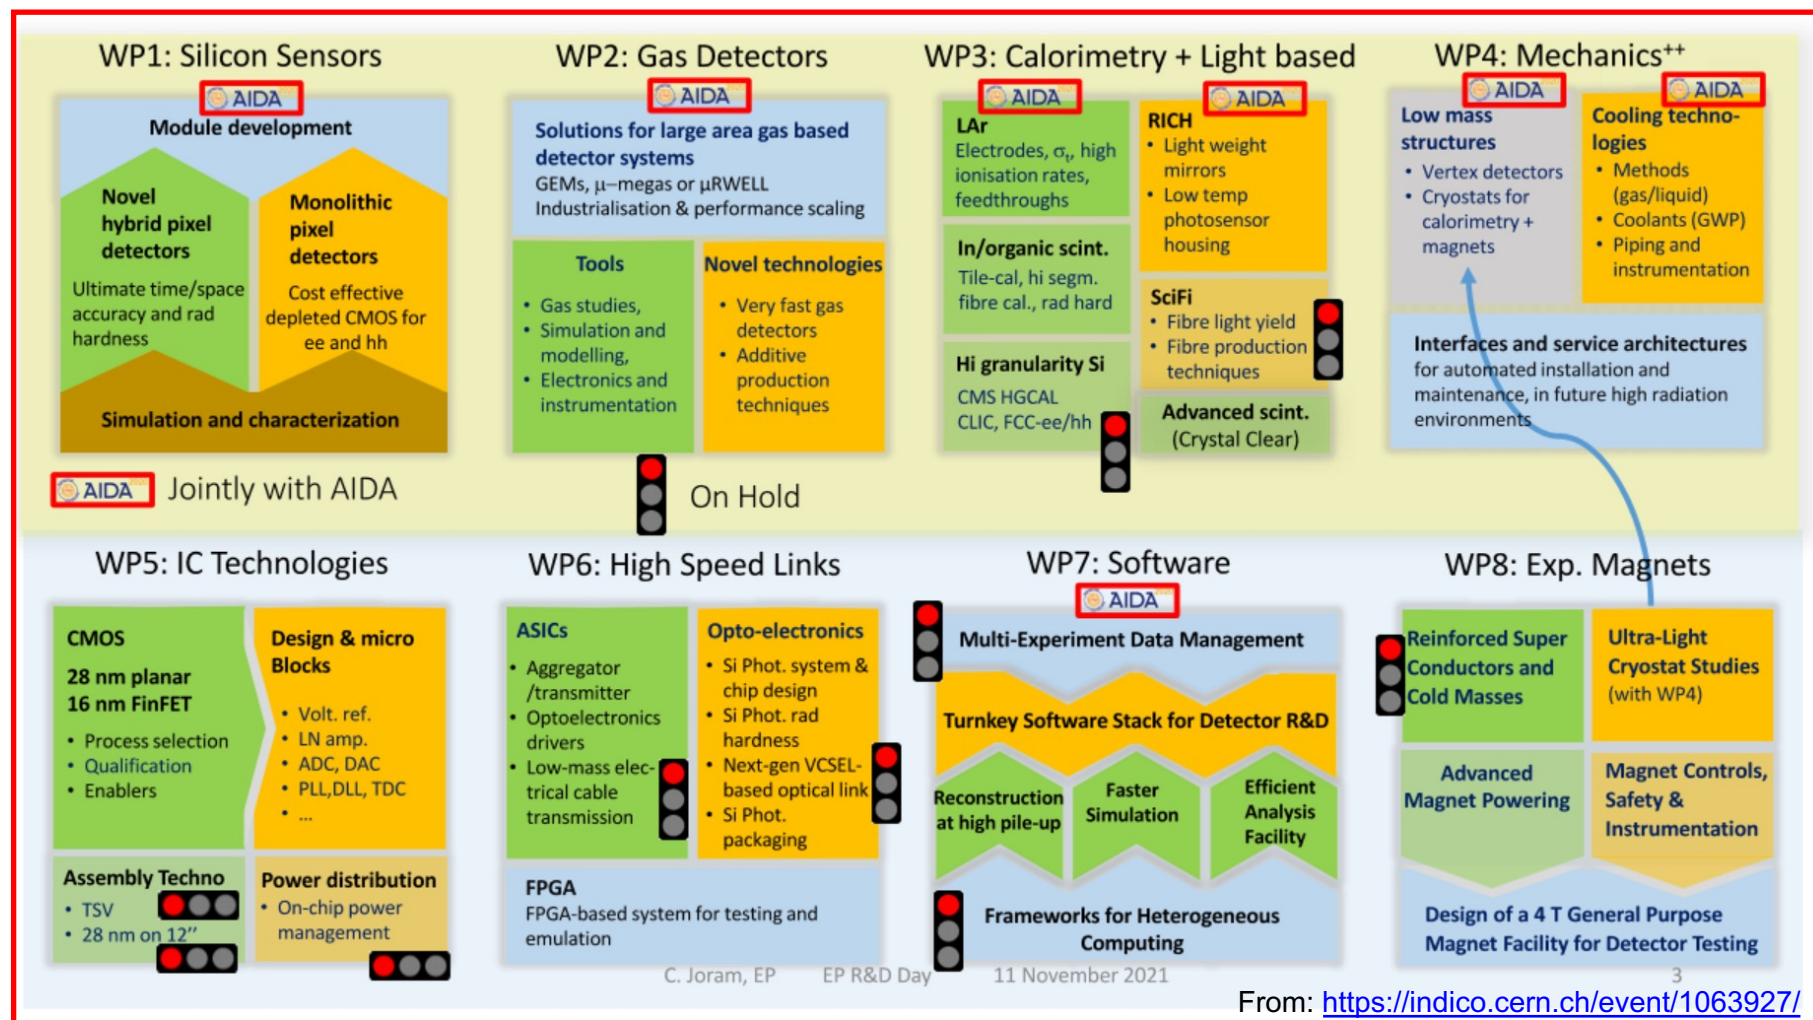 WP1: Silicon Sensors
AIDA
Module development
Novel
hybrid pixel
detectors
Ultimate time/space
accuracy and rad
hardness
Monolithic
pixel
detectors
Cost effective
depleted CMOS for
ee and hh
Simulation and characterization
AIDA Jointly with AIDA
WP2: Gas Detectors
AIDA
Solutions for large area gas based
detector systems
GEMs, μ−megas or μRWELL
Industrialisation & performance scaling
Tools
• Gas studies,
• Simulation and
modelling,
• Electronics and
instrumentation
Novel technologies
• Very fast gas
detectors
• Additive
production
techniques
On Hold
WP3: Calorimetry + Light based
AIDA
LAr
Electrodes, σt, high
ionisation rates,
feedthroughs
In/organic scint.
Tile-cal, hi segm.
fibre cal., rad hard
Hi granularity Si
CMS HGCAL
CLIC, FCC-ee/hh
AIDA
RICH
• Light weight
mirrors
• Low temp
photosensor
housing
SciFi
• Fibre light yield
• Fibre production
techniques
Advanced scint.
(Crystal Clear)
WP4: Mechanics++
AIDA
Low mass
structures
• Vertex detectors
• Cryostats for
calorimetry +
magnets
AIDA
Cooling techno-
logies
• Methods
(gas/liquid)
• Coolants (GWP)
• Piping and
instrumentation
Interfaces and service architectures
for automated installation and
maintenance, in future high radiation
environments
WP5: IC Technologies
CMOS
28 nm planar
16 nm FinFET
• Process selection
• Qualification
• Enablers
Design & micro
Blocks
• Volt. ref.
• LN amp.
• ADC, DAC
• PLL,DLL, TDC
• ...
Assembly Techno
• TSV
• 28 nm on 12’’
Power distribution
• On-chip power
management
WP6: High Speed Links
ASICs
• Aggregator
/transmitter
• Optoelectronics
drivers
• Low-mass elec-
trical cable
transmission
Opto-electronics
• Si Phot. system &
chip design
• Si Phot. rad
hardness
• Next-gen VCSEL-
based optical link
• Si Phot.
packaging
FPGA
FPGA-based system for testing and
emulation
WP7: Software
AIDA
Multi-Experiment Data Management
Turnkey Software Stack for Detector R&D
Reconstruction
at high pile-up
Faster
Simulation
Efficient
Analysis
Facility
Frameworks for Heterogeneous
Computing
WP8: Exp. Magnets
Reinforced Super
Conductors and
Cold Masses
Ultra-Light
Cryostat Studies
(with WP4)
Advanced
Magnet Powering
Magnet Controls,
Safety &
Instrumentation
Design of a 4 T General Purpose
Magnet Facility for Detector Testing
C. Joram, EP EP R&D Day 11 November 2021 3
From: https://indico.cern.ch/event/1063927/